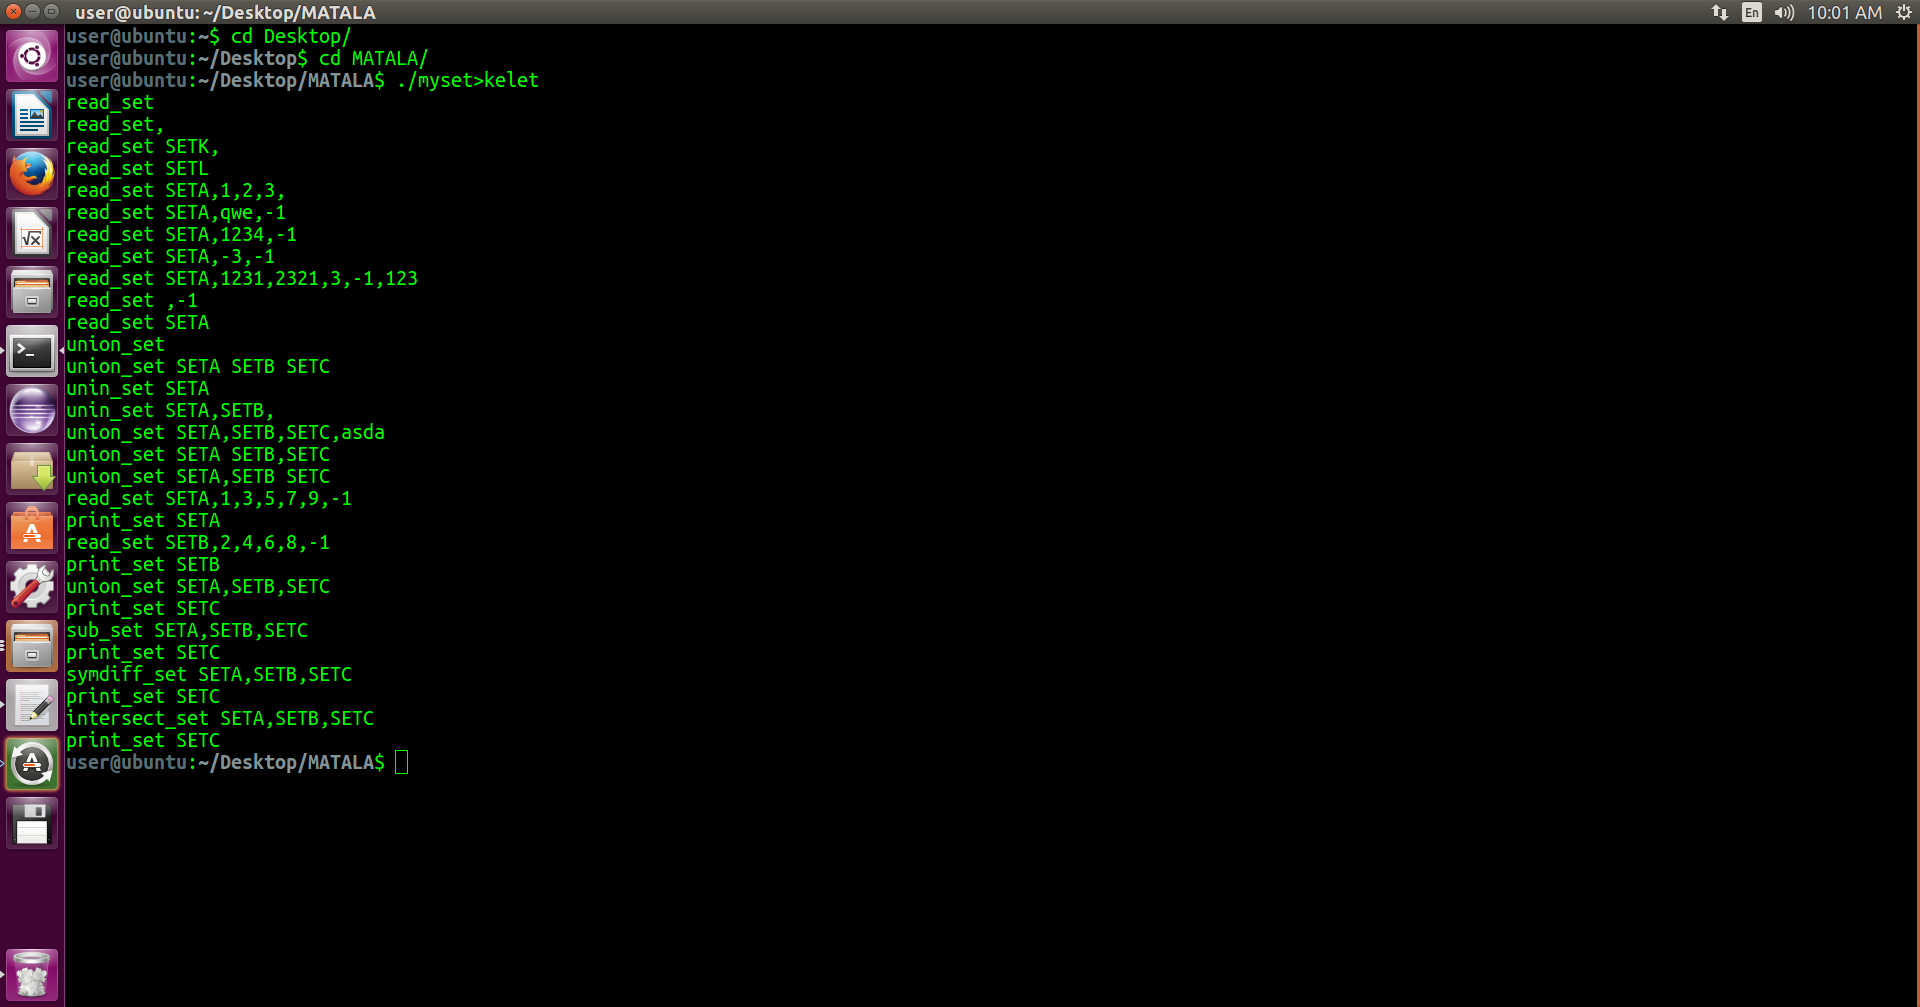 user@ubuntu: ~/Desktop/MATALA
En
10:01 AM
user@ubuntu:~$ cd Desktop/
user@ubuntu:~/Desktop$ cd MATALA/
user@ubuntu:~/Desktop/MATALA$ ./myset>kelet
read_set
read_set,
read_set SETK,
read_set SETL
read_set SETA,1,2,3,
read_set SETA,qwe,-1
read_set SETA,1234,-1
read_set SETA,-3,-1
read_set SETA,1231,2321,3,-1,123
read_set ,-1
read_set SETA
union_set
union_set SETA SETB SETC
unin_set SETA
unin_set SETA,SETB,
union_set SETA,SETB,SETC,asda
union_set SETA SETB,SETC
union_set SETA,SETB SETC
read_set SETA,1,3,5,7,9,-1
print_set SETA
read_set SETB,2,4,6,8,-1
print_set SETB
union_set SETA,SETB,SETC
print_set SETC
sub_set SETA,SETB,SETC
print_set SETC
symdiff_set SETA,SETB,SETC
print_set SETC
intersect_set SETA,SETB,SETC
print_set SETC
user@ubuntu:~/Desktop/MATALA$